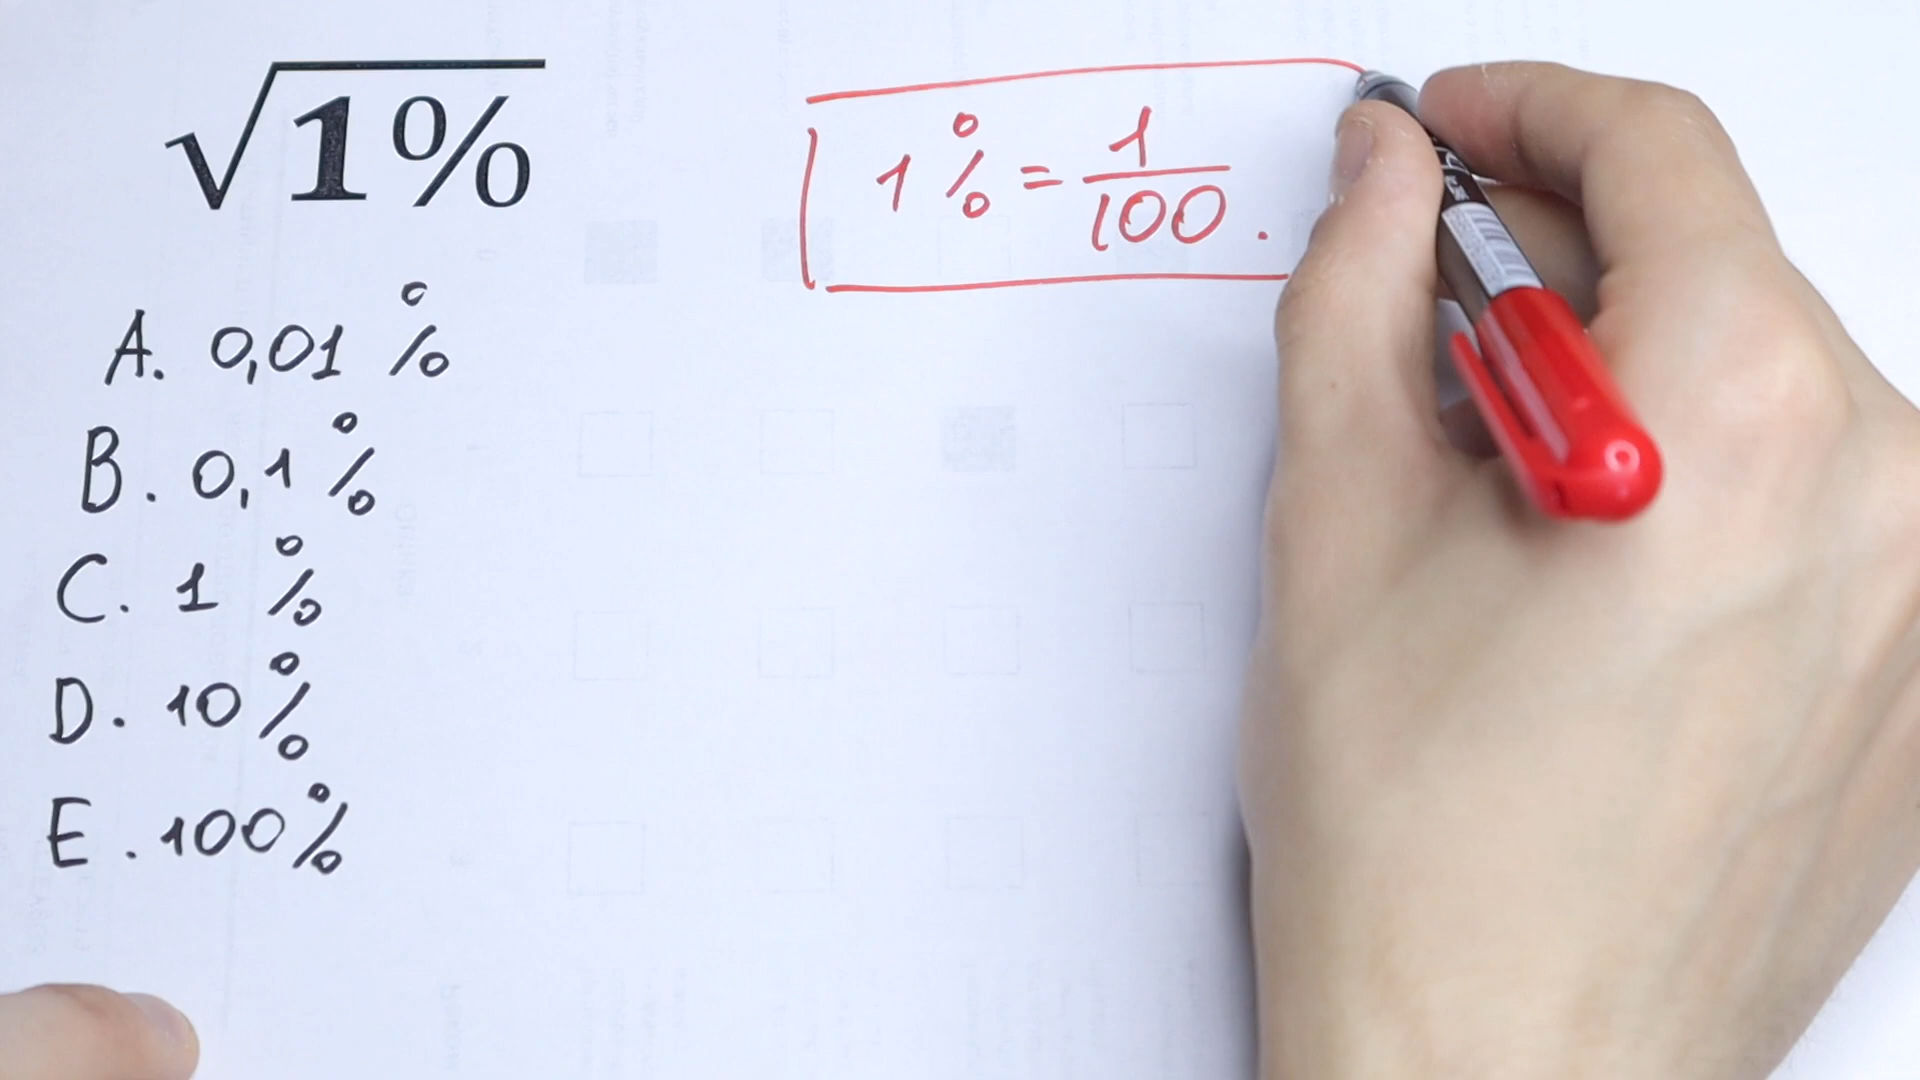 √1%
A. 0,01 %
B. 0,1 %
C. 1 %
D. 10 %
E. 100 %
1 % = 1/100.